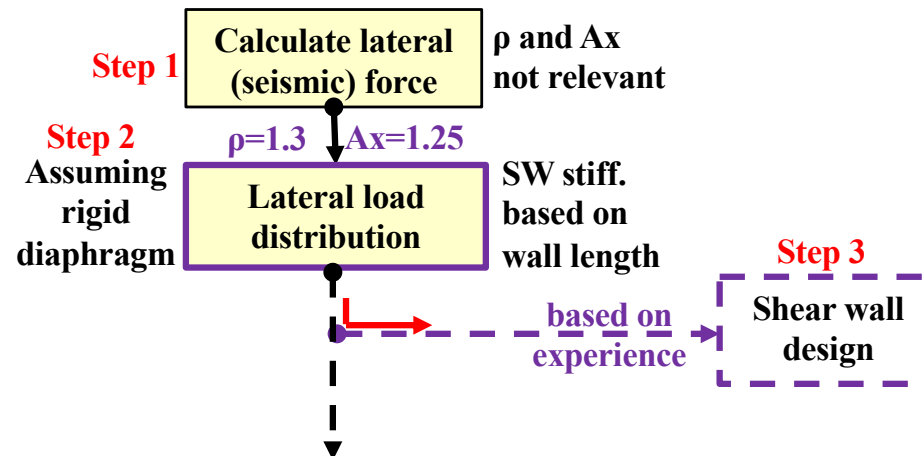 Step 1
Calculate lateral
(seismic) force
ρ and Ax
not relevant
Step 2
ρ=1.3
Ax=1.25
Assuming
rigid
diaphragm
Lateral load
distribution
SW stiff.
based on
wall length
Step 3
based on
experience
Shear wall
design